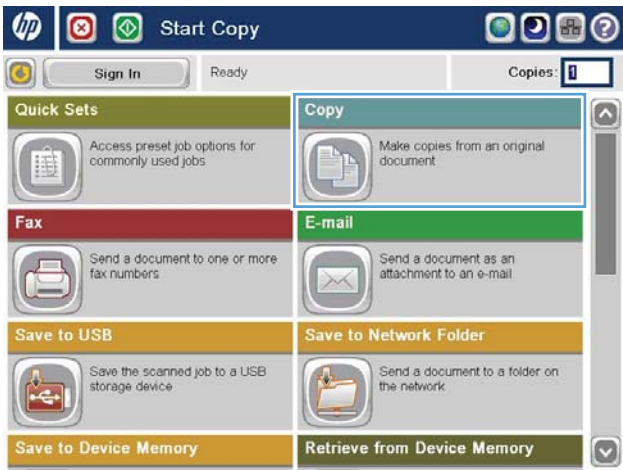 hp Start Copy ?
Sign In Ready Copies: 1
Quick Sets
Access preset job options for
commonly used jobs
Copy
Make copies from an original
document
Fax
Send a document to one or more
fax numbers
E-mail
Send a document as an
attachment to an e-mail
Save to USB
Save the scanned job to a USB
storage device
Save to Network Folder
Send a document to a folder on
the network
Save to Device Memory
Retrieve from Device Memory